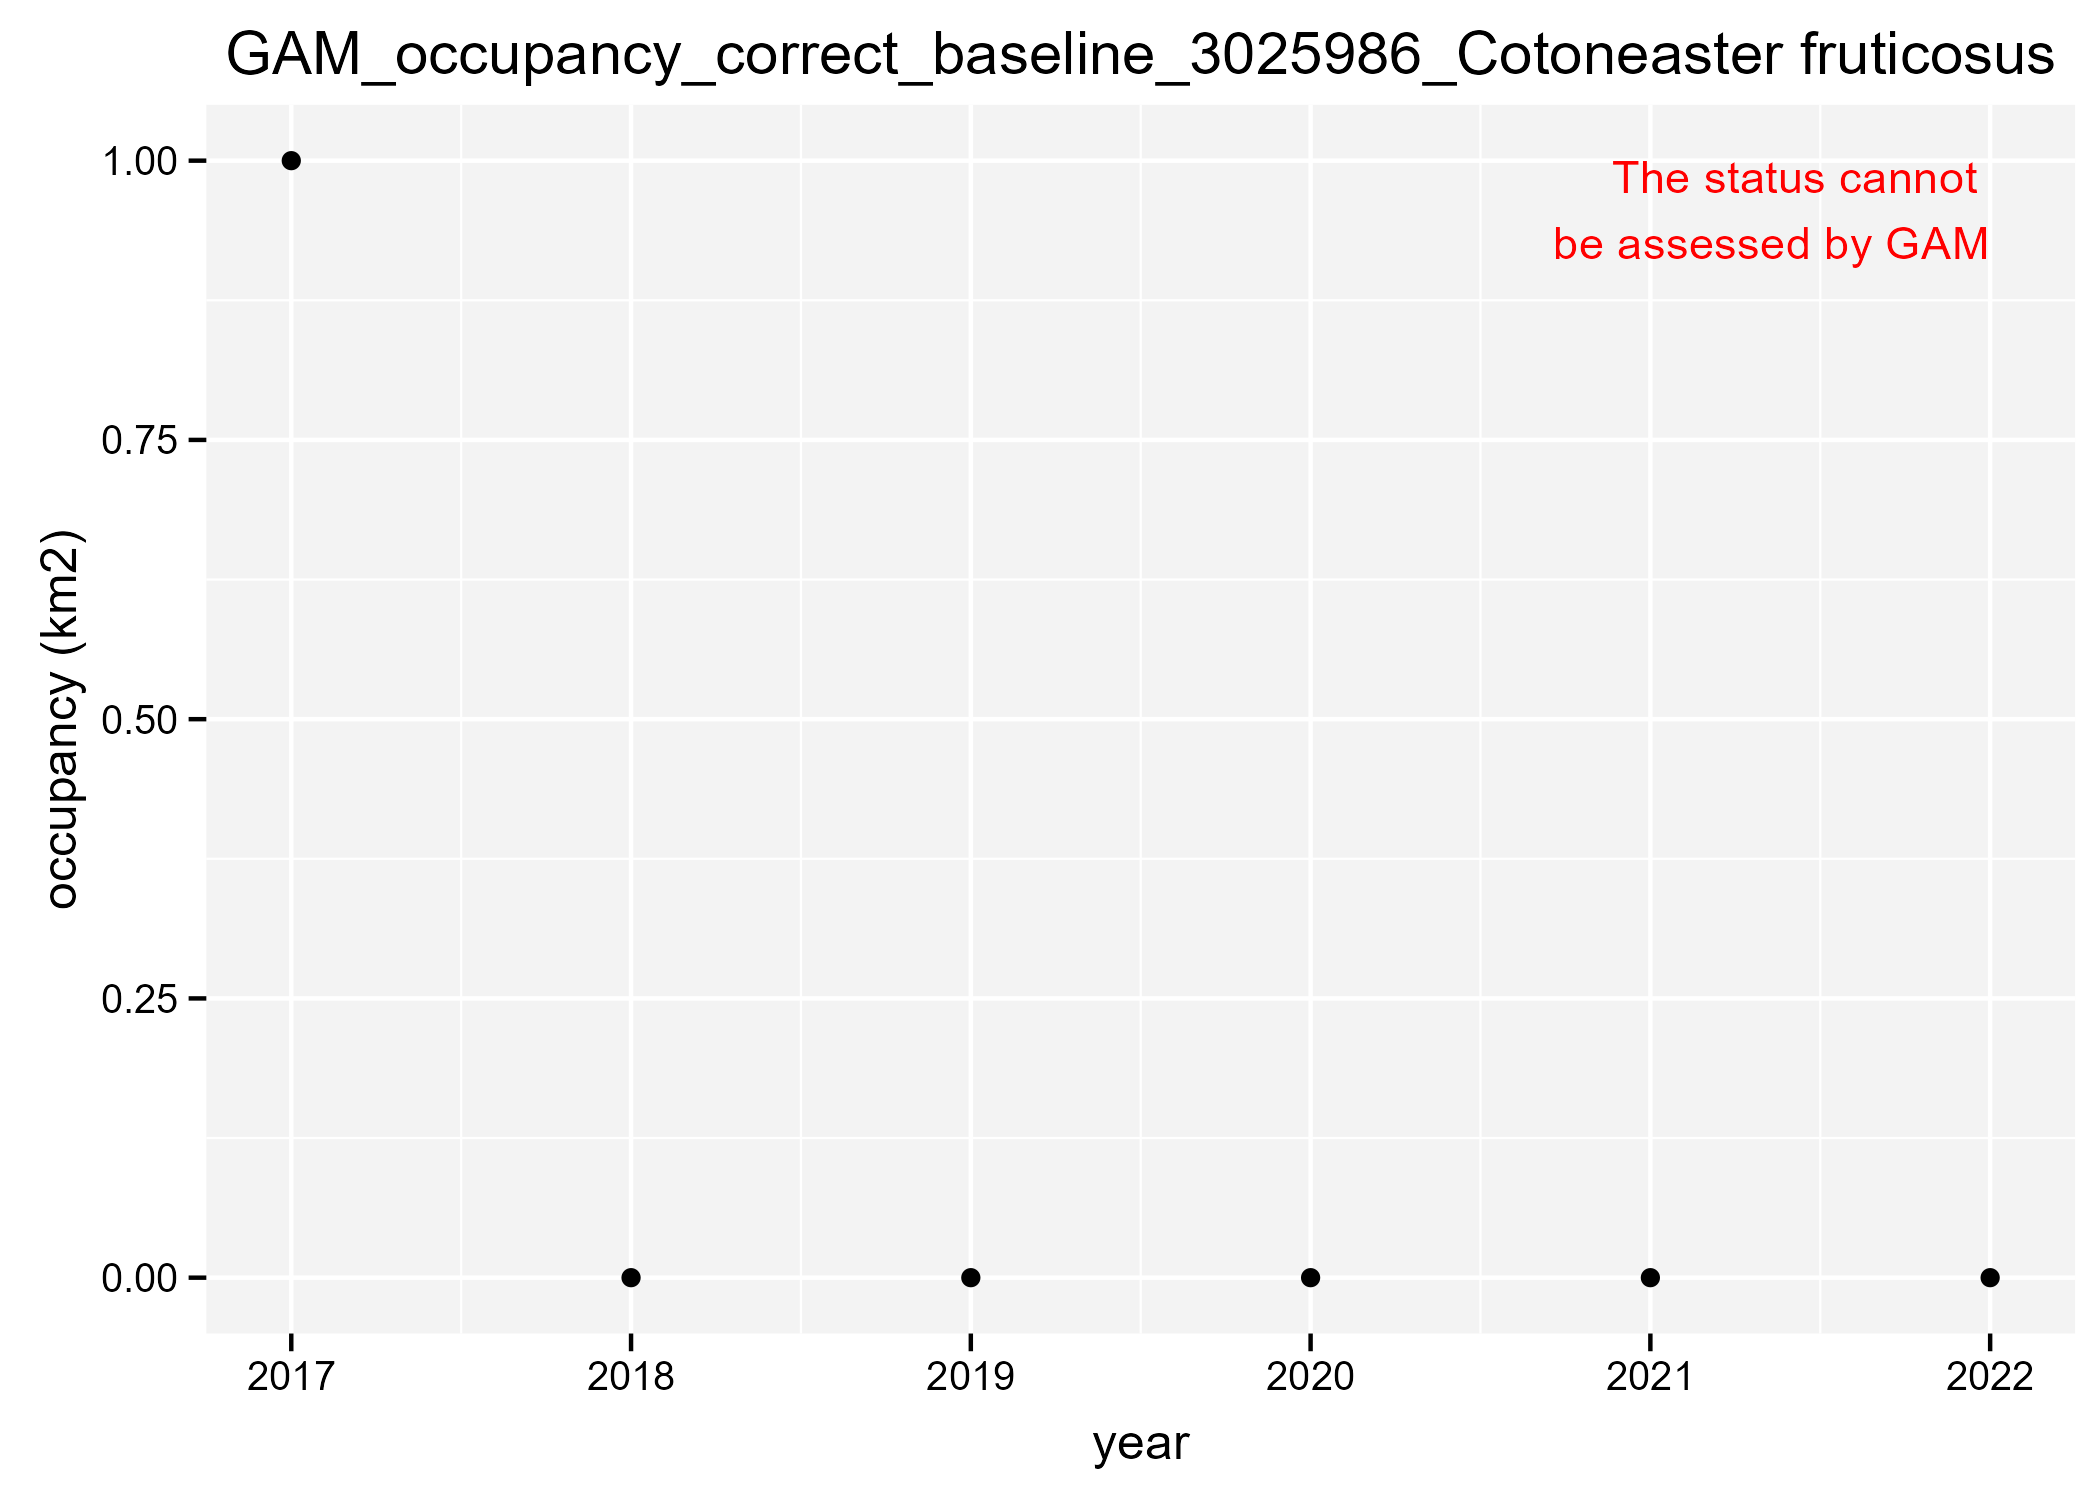 GAM_occupancy_correct_baseline_3025986_Cotoneaster fruticosus
The status cannot
be assessed by GAM
1.00
0.75
0.50
0.25
0.00
occupancy (km2)
2017 2018 2019 2020 2021 2022
year